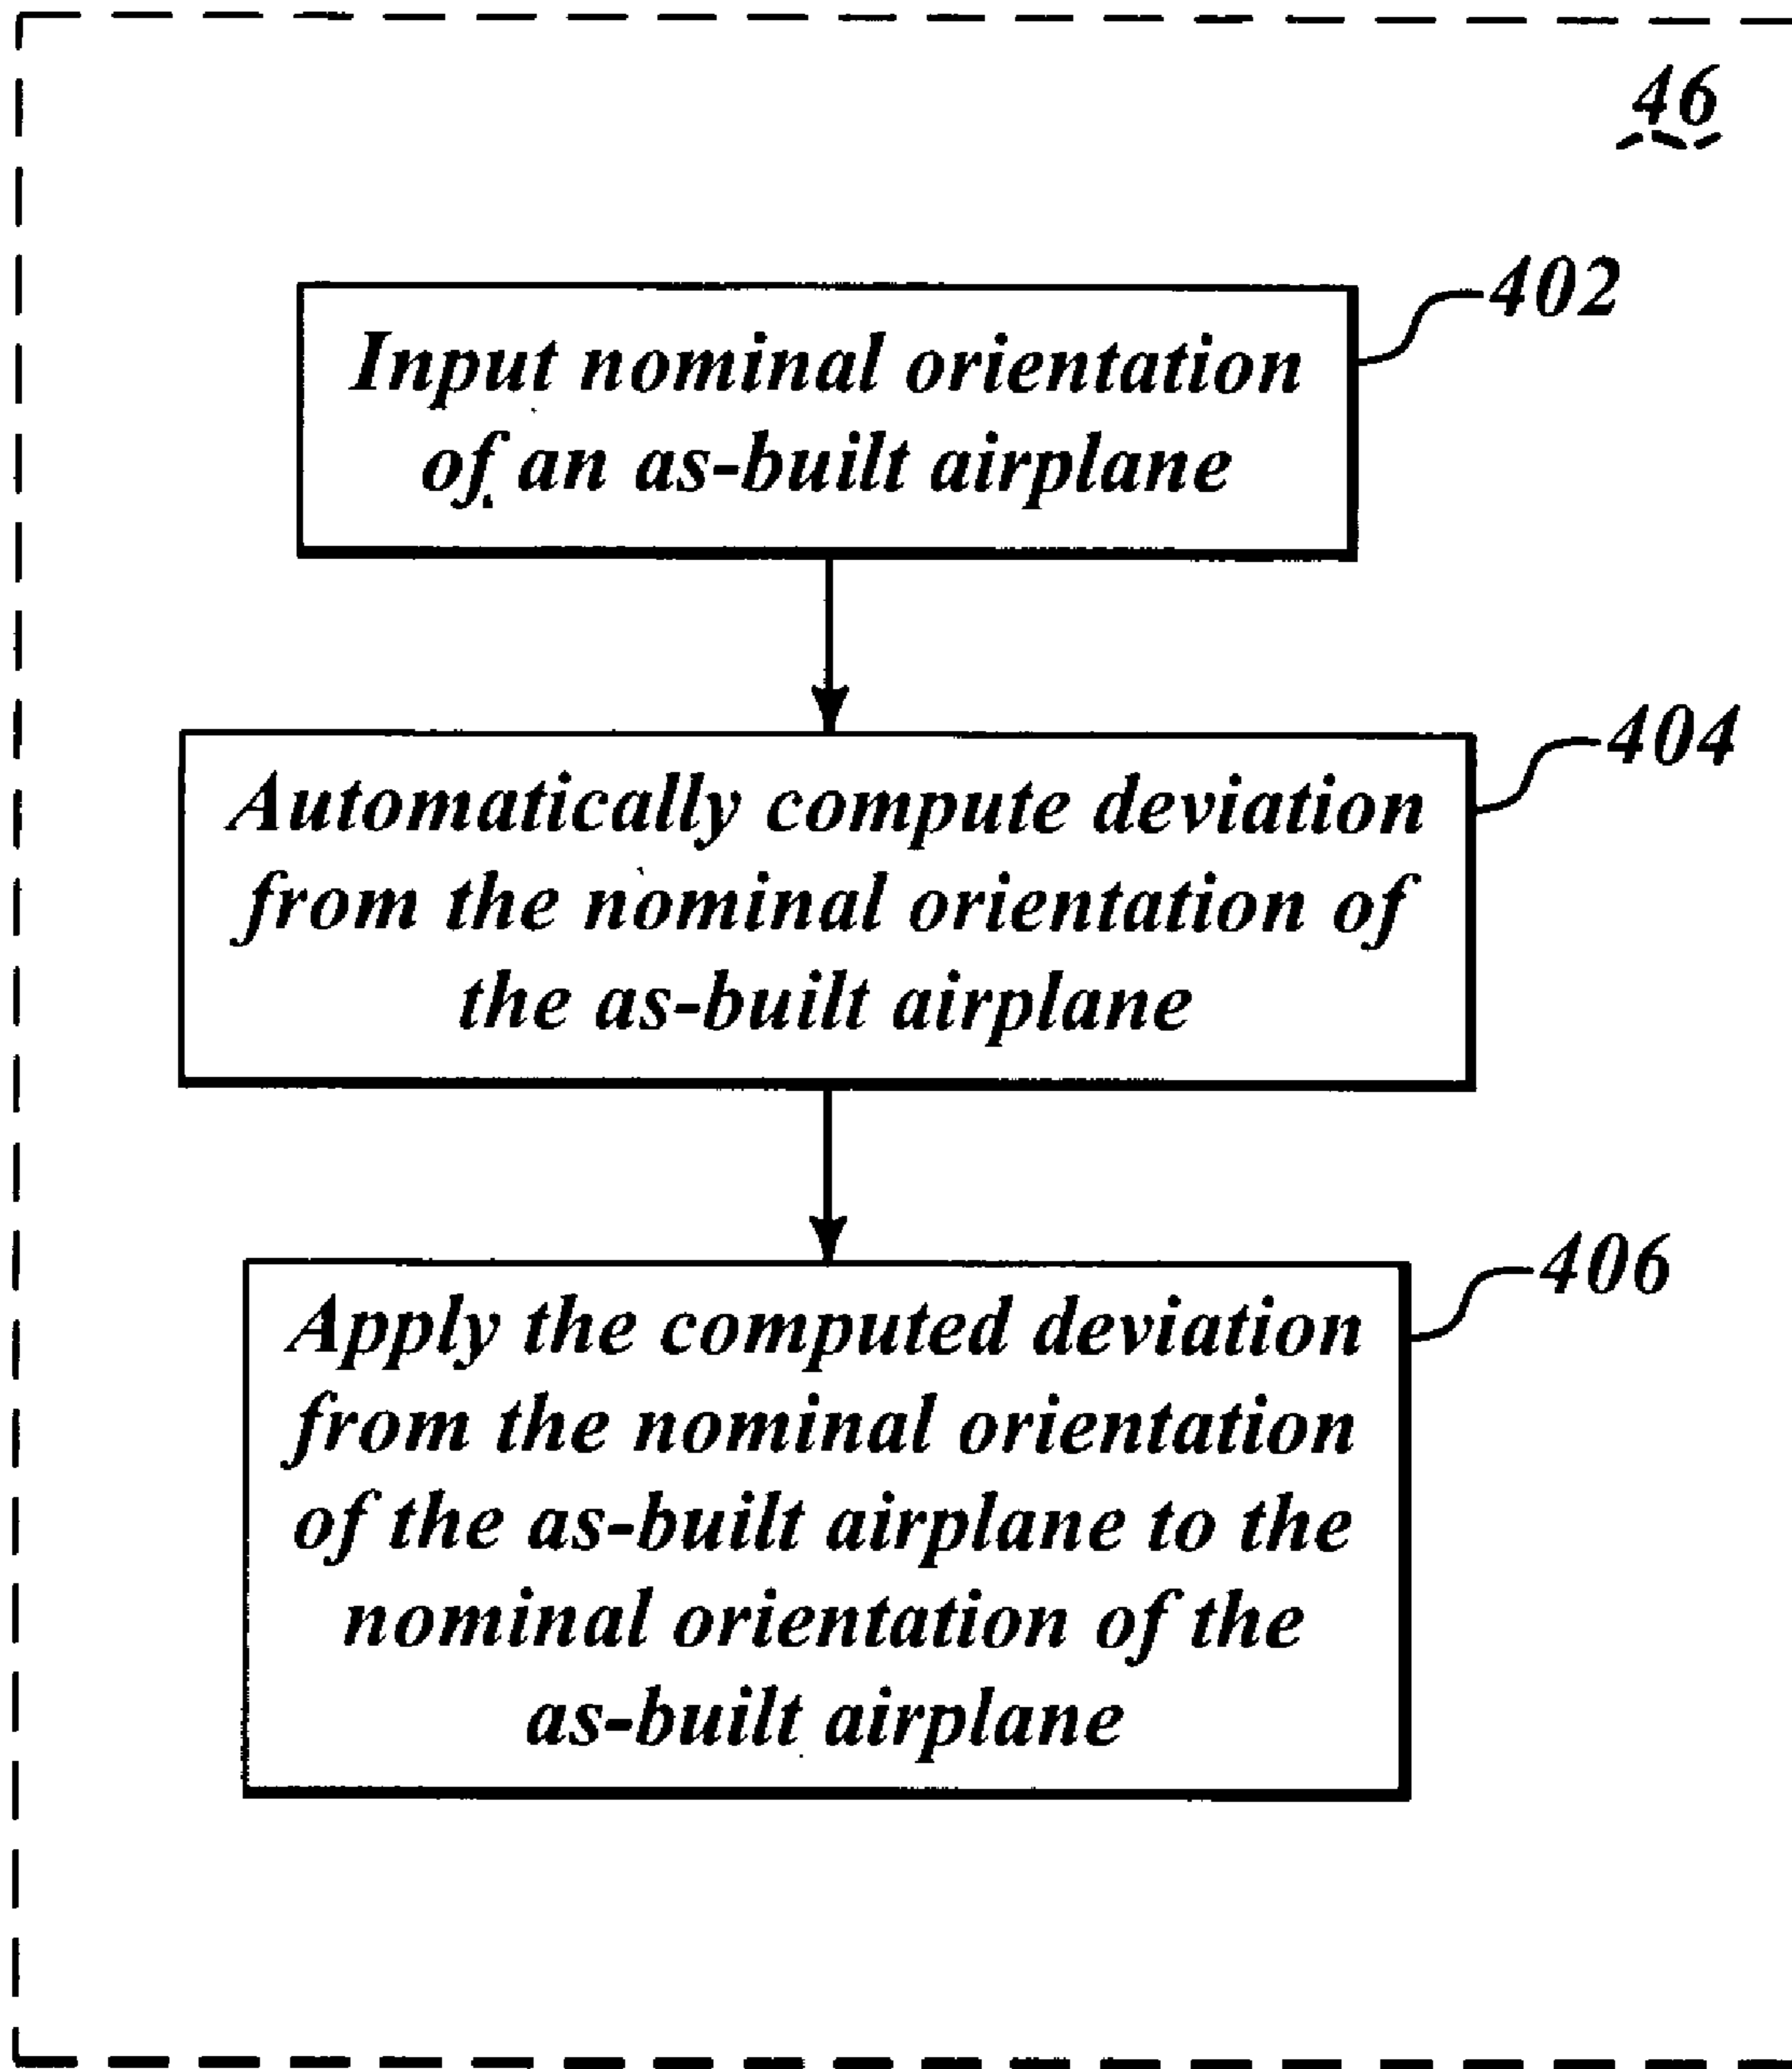 46
402
Input nominal orientation
of an as-built airplane
404
Automatically compute deviation
from the nominal orientation of
the as-built airplane
406
Apply the computed deviation
from the nominal orientation
of the as-built airplane to the
nominal orientation of the
as-built airplane